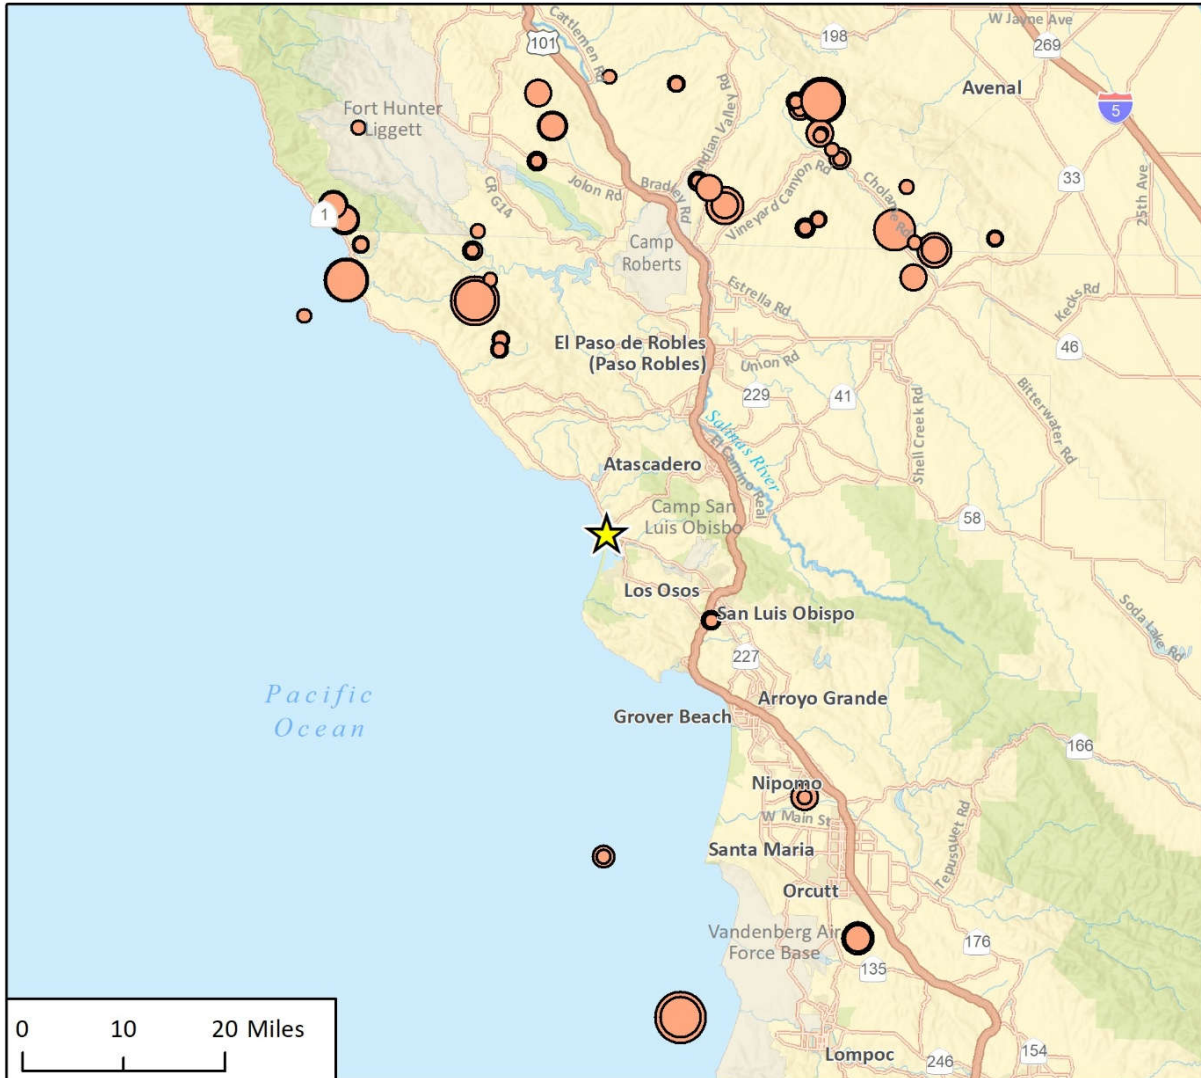 W Jayne Ave
Cattlemen Rd
101
198
269
Avenal
5
Fort Hunter
Liggett
Indian Valley Rd
33
25th Ave
Jolon Rd
Bradley Rd
Vineyard Canyon Rd
Cholame Rd
CR G14
1
Camp
Roberts
Estrella Rd
Kecks Rd
El Paso de Robles
(Paso Robles)
Union Rd
46
229
41
Bitterwater Rd
Shell Creek Rd
Salinas River
El Camino Real
Atascadero
Camp San
Luis Obisbo
58
Los Osos
San Luis Obispo
Soda Lake Rd
227
Pacific
Ocean
Arroyo Grande
Grover Beach
166
Nipomo
W Main St
Tepusquet Rd
Santa Maria
Orcutt
Vandenberg Air
Force Base
176
135
0 10 20 Miles
Lompoc
246
154